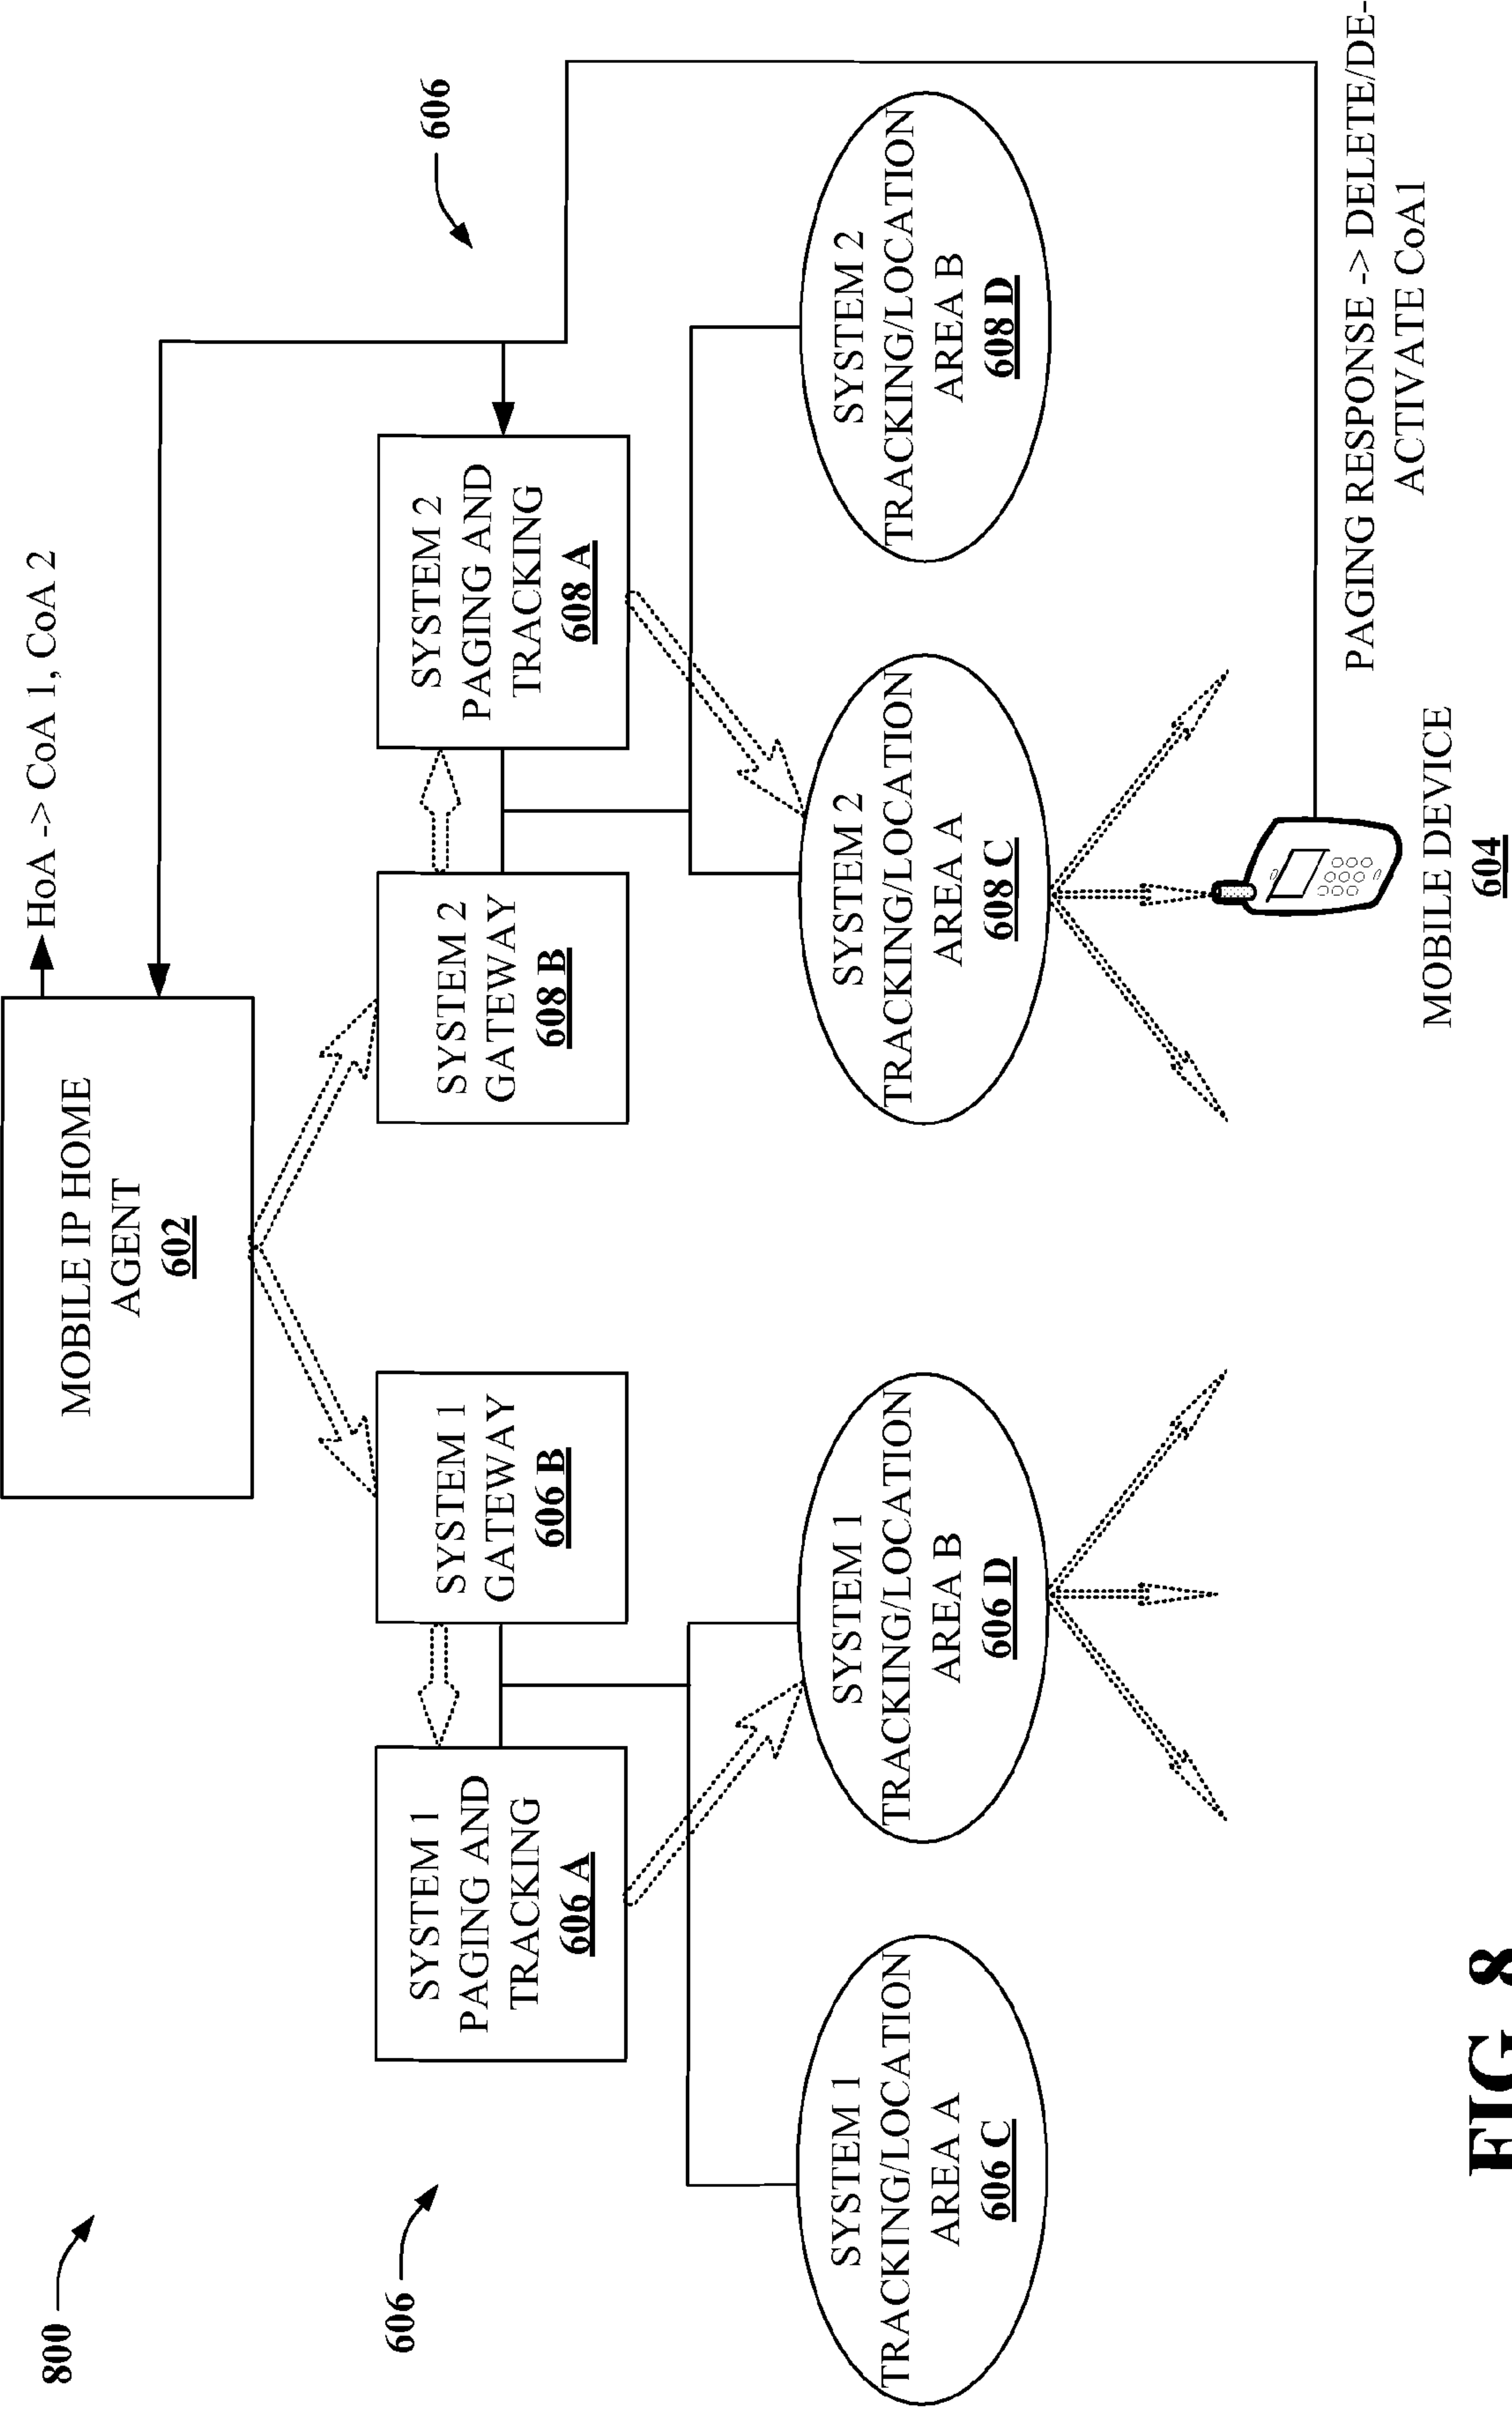 800
MOBILE IP HOME
AGENT
602
HoA -> CoA 1, CoA 2
606
606
SYSTEM 1
PAGING AND
TRACKING
606 A
SYSTEM 1
GATEWAY
606 B
SYSTEM 2
GATEWAY
608 B
SYSTEM 2
PAGING AND
TRACKING
608 A
SYSTEM 1
TRACKING/LOCATION
AREA A
606 C
SYSTEM 1
TRACKING/LOCATION
AREA B
606 D
SYSTEM 2
TRACKING/LOCATION
AREA A
608 C
SYSTEM 2
TRACKING/LOCATION
AREA B
608 D
PAGING RESPONSE -> DELETE/DE-
ACTIVATE CoA1
MOBILE DEVICE
604
FIG. 8